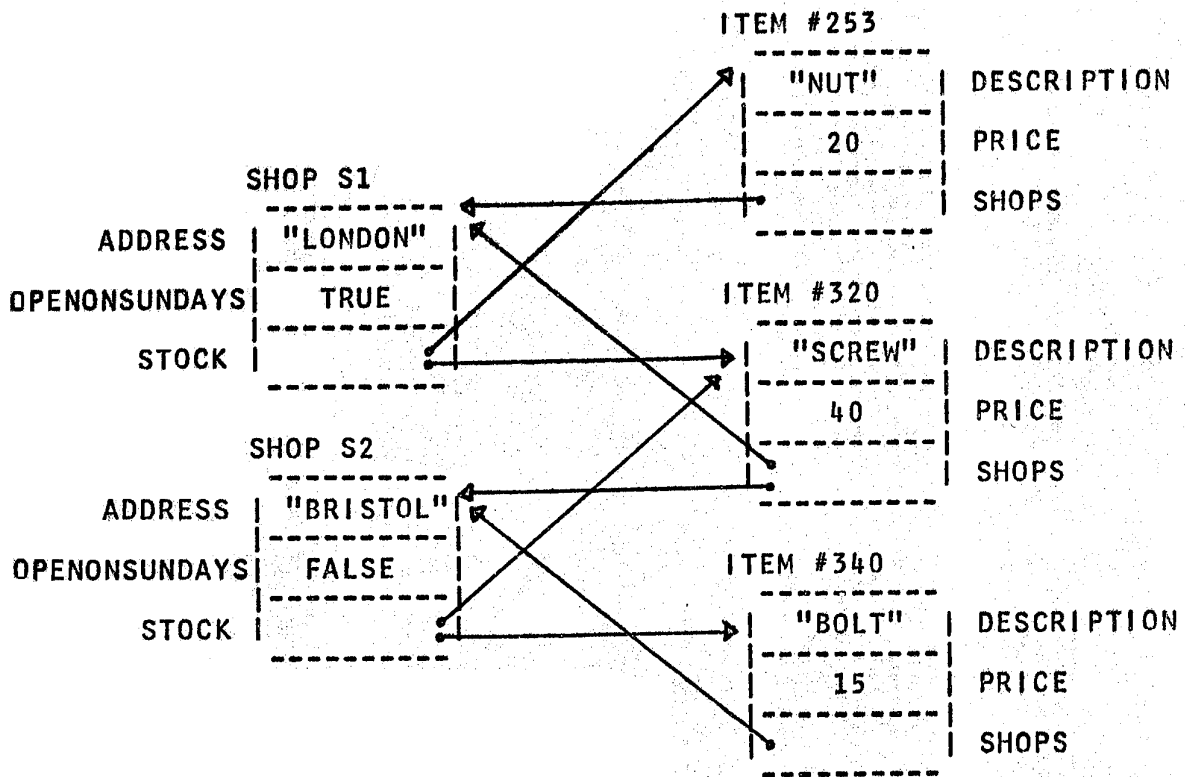 ITEM #253
"NUT" DESCRIPTION
20 PRICE
SHOPS
SHOP S1
ADDRESS "LONDON"
OPENONSUNDAYS TRUE
STOCK
ITEM #320
"SCREW" DESCRIPTION
40 PRICE
SHOPS
SHOP S2
ADDRESS "BRISTOL"
OPENONSUNDAYS FALSE
STOCK
ITEM #340
"BOLT" DESCRIPTION
15 PRICE
SHOPS